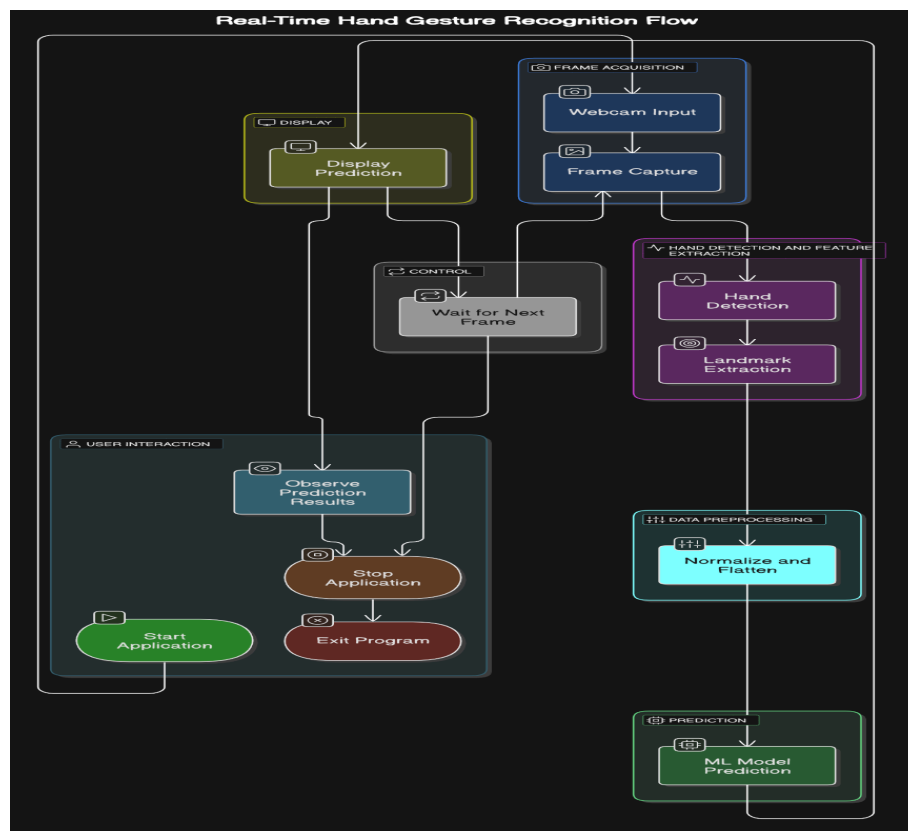 Real-Time Hand Gesture Recognition Flow
FRAME ACQUISITION
Webcam Input
Frame Capture
DISPLAY
Display
Prediction
HAND DETECTION AND FEATURE
EXTRACTION
Hand
Detection
Landmark
Extraction
CONTROL
Wait for Next
Frame
USER INTERACTION
Observe
Prediction
Results
Stop
Application
Exit Program
Start
Application
DATA PREPROCESSING
Normalize and
Flatten
PREDICTION
ML Model
Prediction